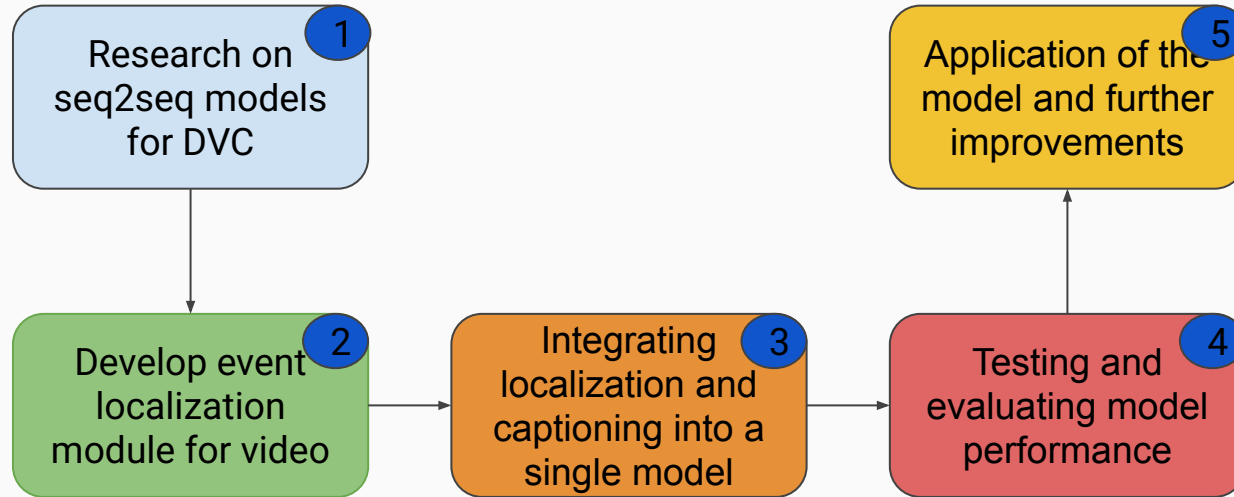 1
Research on
seq2seq models
for DVC
2
Develop event
localization
module for video
3
Integrating
localization and
captioning into a
single model
4
Testing and
evaluating model
performance
5
Application of the
model and further
improvements